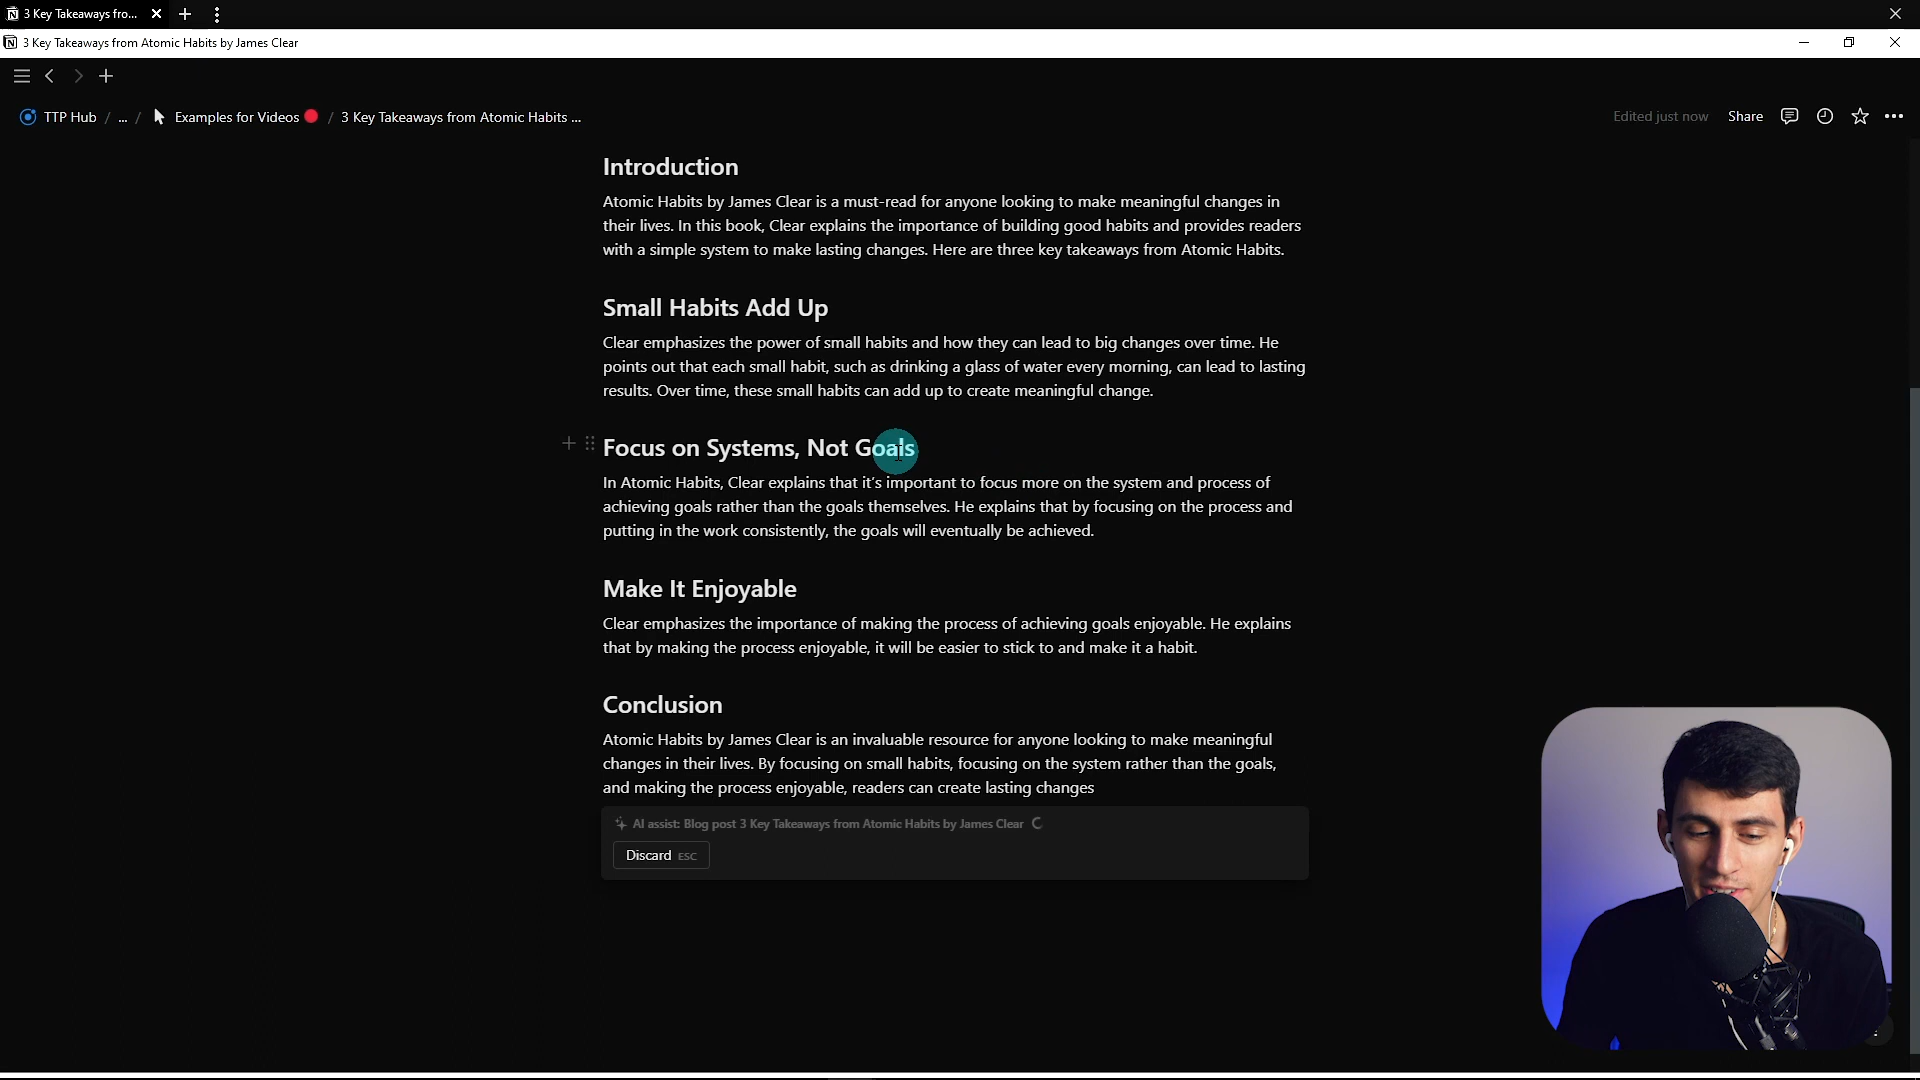 3 Key Takeaways fro...
3 Key Takeaways from Atomic Habits by James Clear
TTP Hub / ... / Examples for Videos / 3 Key Takeaways from Atomic Habits ...
Edited just now Share
Introduction
Atomic Habits by James Clear is a must-read for anyone looking to make meaningful changes in
their lives. In this book, Clear explains the importance of building good habits and provides readers
with a simple system to make lasting changes. Here are three key takeaways from Atomic Habits.
Small Habits Add Up
Clear emphasizes the power of small habits and how they can lead to big changes over time. He
points out that each small habit, such as drinking a glass of water every morning, can lead to lasting
results. Over time, these small habits can add up to create meaningful change.
Focus on Systems, Not Goals
In Atomic Habits, Clear explains that it's important to focus more on the system and process of
achieving goals rather than the goals themselves. He explains that by focusing on the process and
putting in the work consistently, the goals will eventually be achieved.
Make It Enjoyable
Clear emphasizes the importance of making the process of achieving goals enjoyable. He explains
that by making the process enjoyable, it will be easier to stick to and make it a habit.
Conclusion
Atomic Habits by James Clear is an invaluable resource for anyone looking to make meaningful
changes in their lives. By focusing on small habits, focusing on the system rather than the goals,
and making the process enjoyable, readers can create lasting changes
AI assist: Blog post 3 Key Takeaways from Atomic Habits by James Clear
Discard ESC